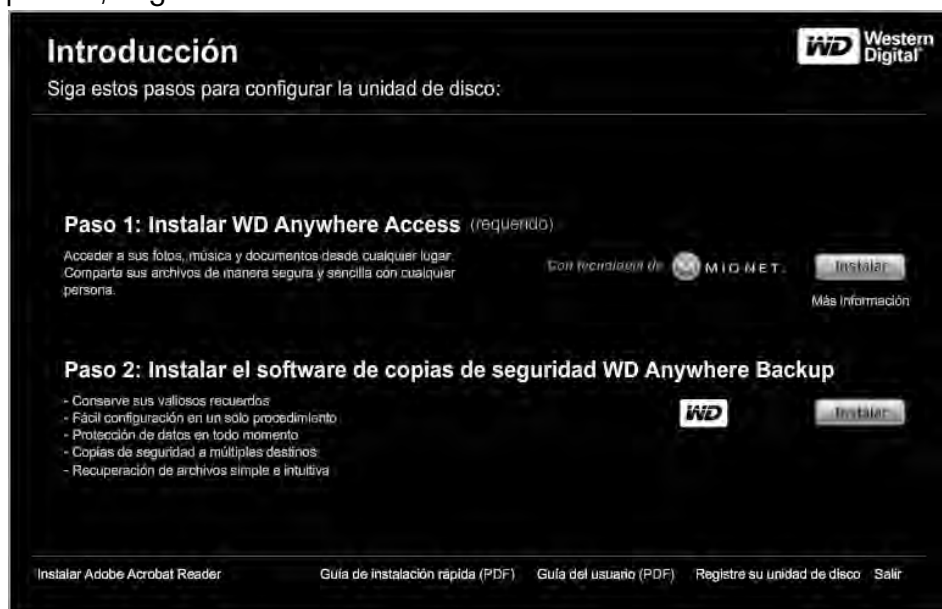 Introducción
WD Western Digital
Siga estos pasos para configurar la unidad de disco:
Paso 1: Instalar WD Anywhere Access (requerido)
Acceder a sus fotos, música y documentos desde cualquier lugar.
Comparta sus archivos de manera segura y sencilla con cualquier
persona.
Con tecnología de MIONET.
Instalar
Más información
Paso 2: Instalar el software de copias de seguridad WD Anywhere Backup
- Conserve sus valiosos recuerdos
- Fácil configuración en un solo procedimiento
- Protección de datos en todo momento
- Copias de seguridad a múltiples destinos
- Recuperación de archivos simple e intuitiva
WD
Instalar
Instalar Adobe Acrobat Reader Guía de instalación rápida (PDF) Guía del usuario (PDF) Registre su unidad de disco Salir